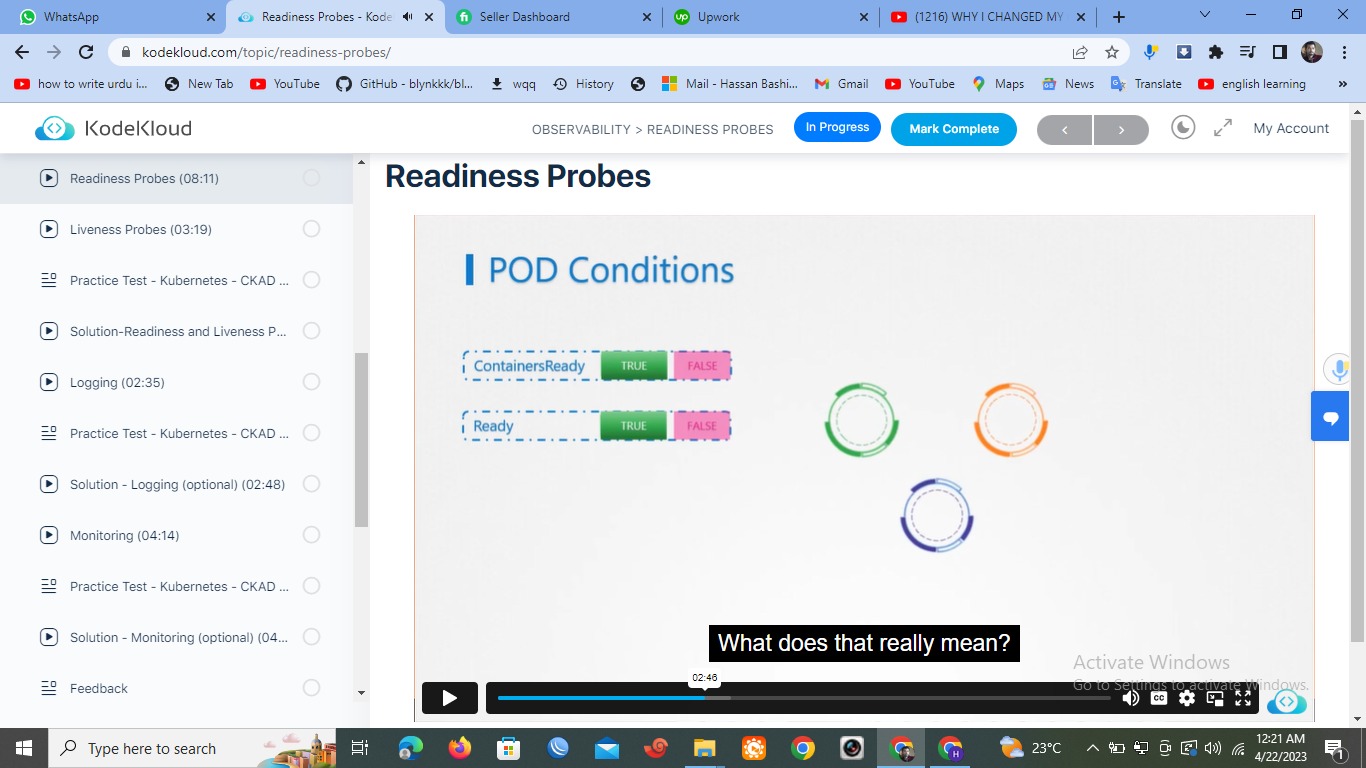 WhatsApp
Readiness Probes - Kode
Seller Dashboard
Upwork
(1216) WHY I CHANGED MY
kodekloud.com/topic/readiness-probes/
how to write urdu i...
New Tab
YouTube
GitHub - blynkkk/bl...
wqq
History
Mail - Hassan Bashi...
Gmail
YouTube
Maps
News
Translate
english learning
»
KodeKloud
OBSERVABILITY > READINESS PROBES
In Progress
Mark Complete
My Account
Readiness Probes (08:11)
Liveness Probes (03:19)
Practice Test - Kubernetes - CKAD ...
Solution-Readiness and Liveness P...
Logging (02:35)
Practice Test - Kubernetes - CKAD ...
Solution - Logging (optional) (02:48)
Monitoring (04:14)
Practice Test - Kubernetes - CKAD ...
Solution - Monitoring (optional) (04...
Feedback
Readiness Probes
POD Conditions
ContainersReady TRUE FALSE
Ready TRUE FALSE
What does that really mean?
02:46
CC
Activate Windows
Go to Settings to activate Windows.
Type here to search
23°C
12:21 AM
4/22/2023
1